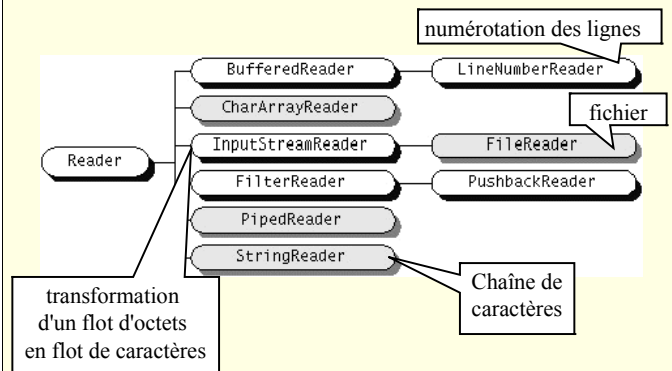 numérotation des lignes
BufferedReader LineNumberReader
CharArrayReader
fichier
InputStreamReader FileReader
Reader
FilterReader PushbackReader
PipedReader
StringReader
Chaîne de
caractères
transformation
d'un flot d'octets
en flot de caractères